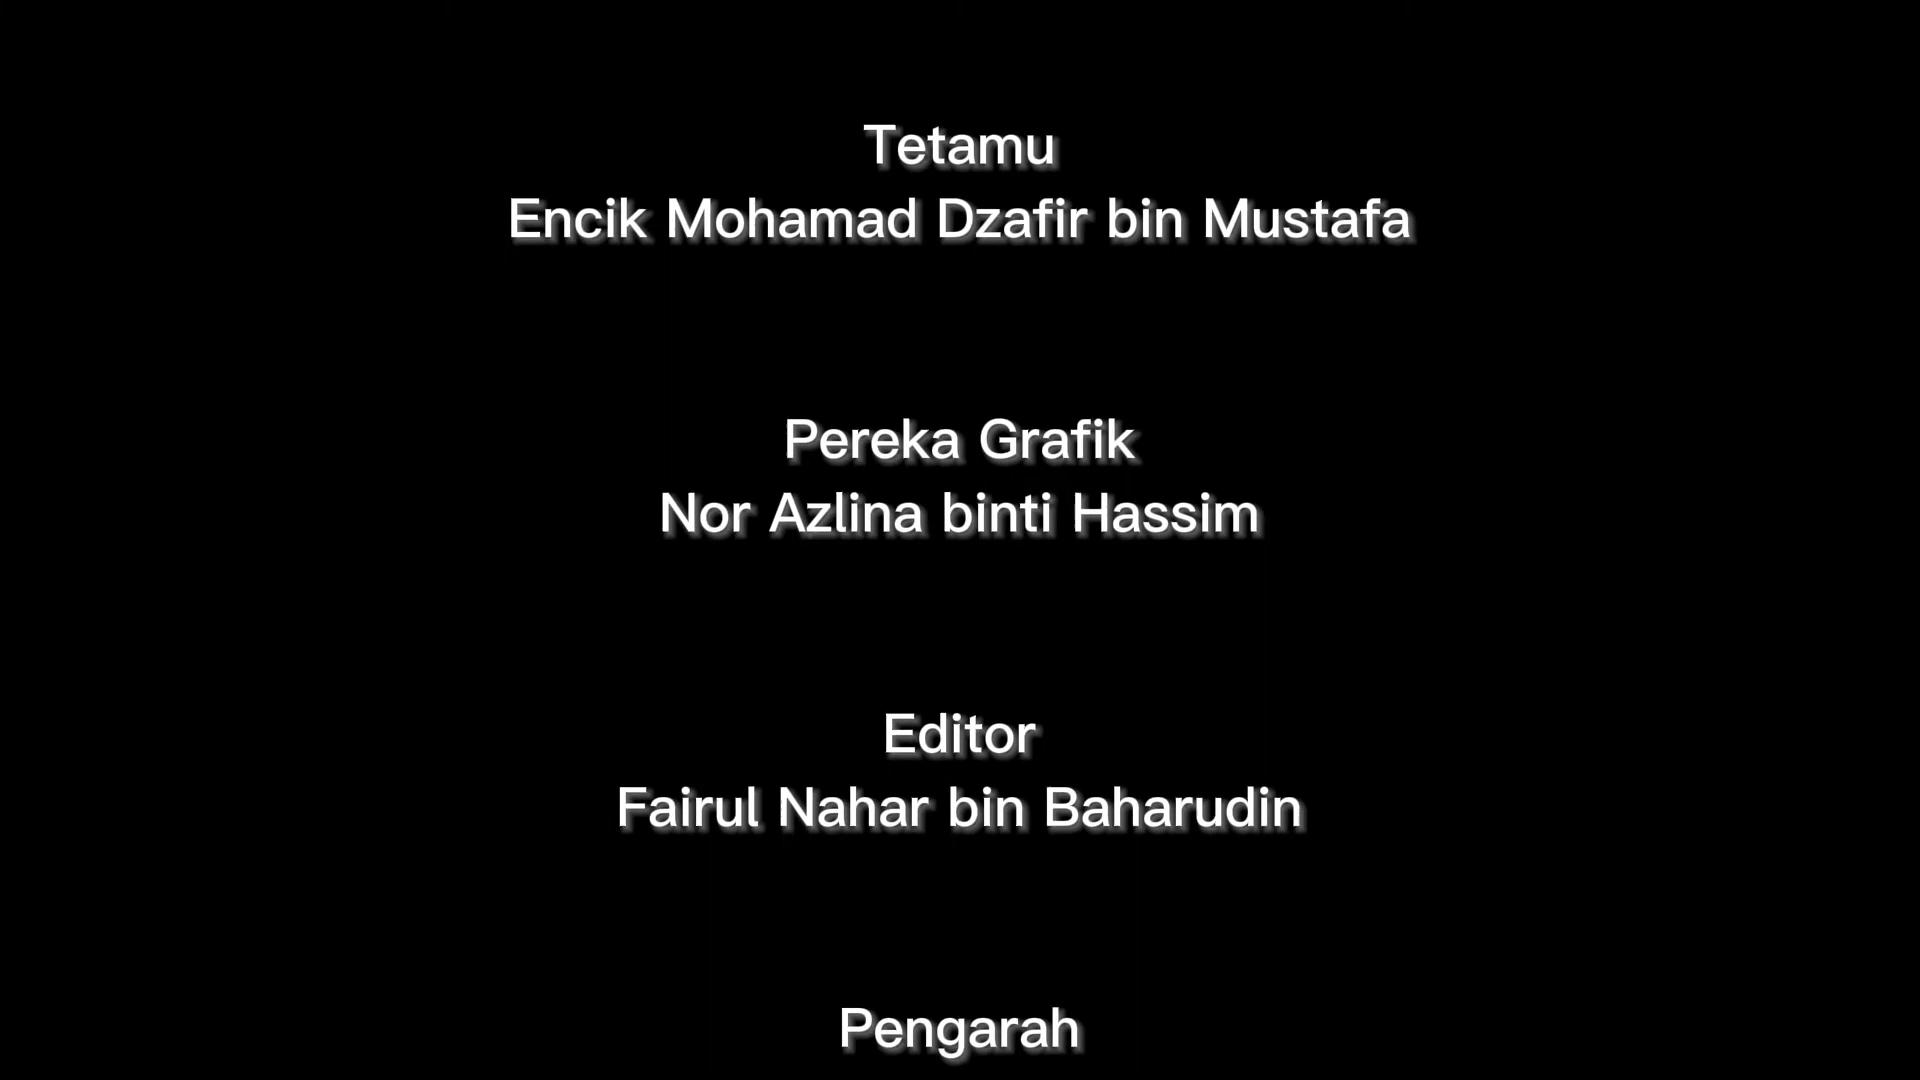 Tetamu
Encik Mohamad Dzafir bin Mustafa
Pereka Grafik
Nor Azlina binti Hassim
Editor
Fairul Nahar bin Baharudin
Pengarah